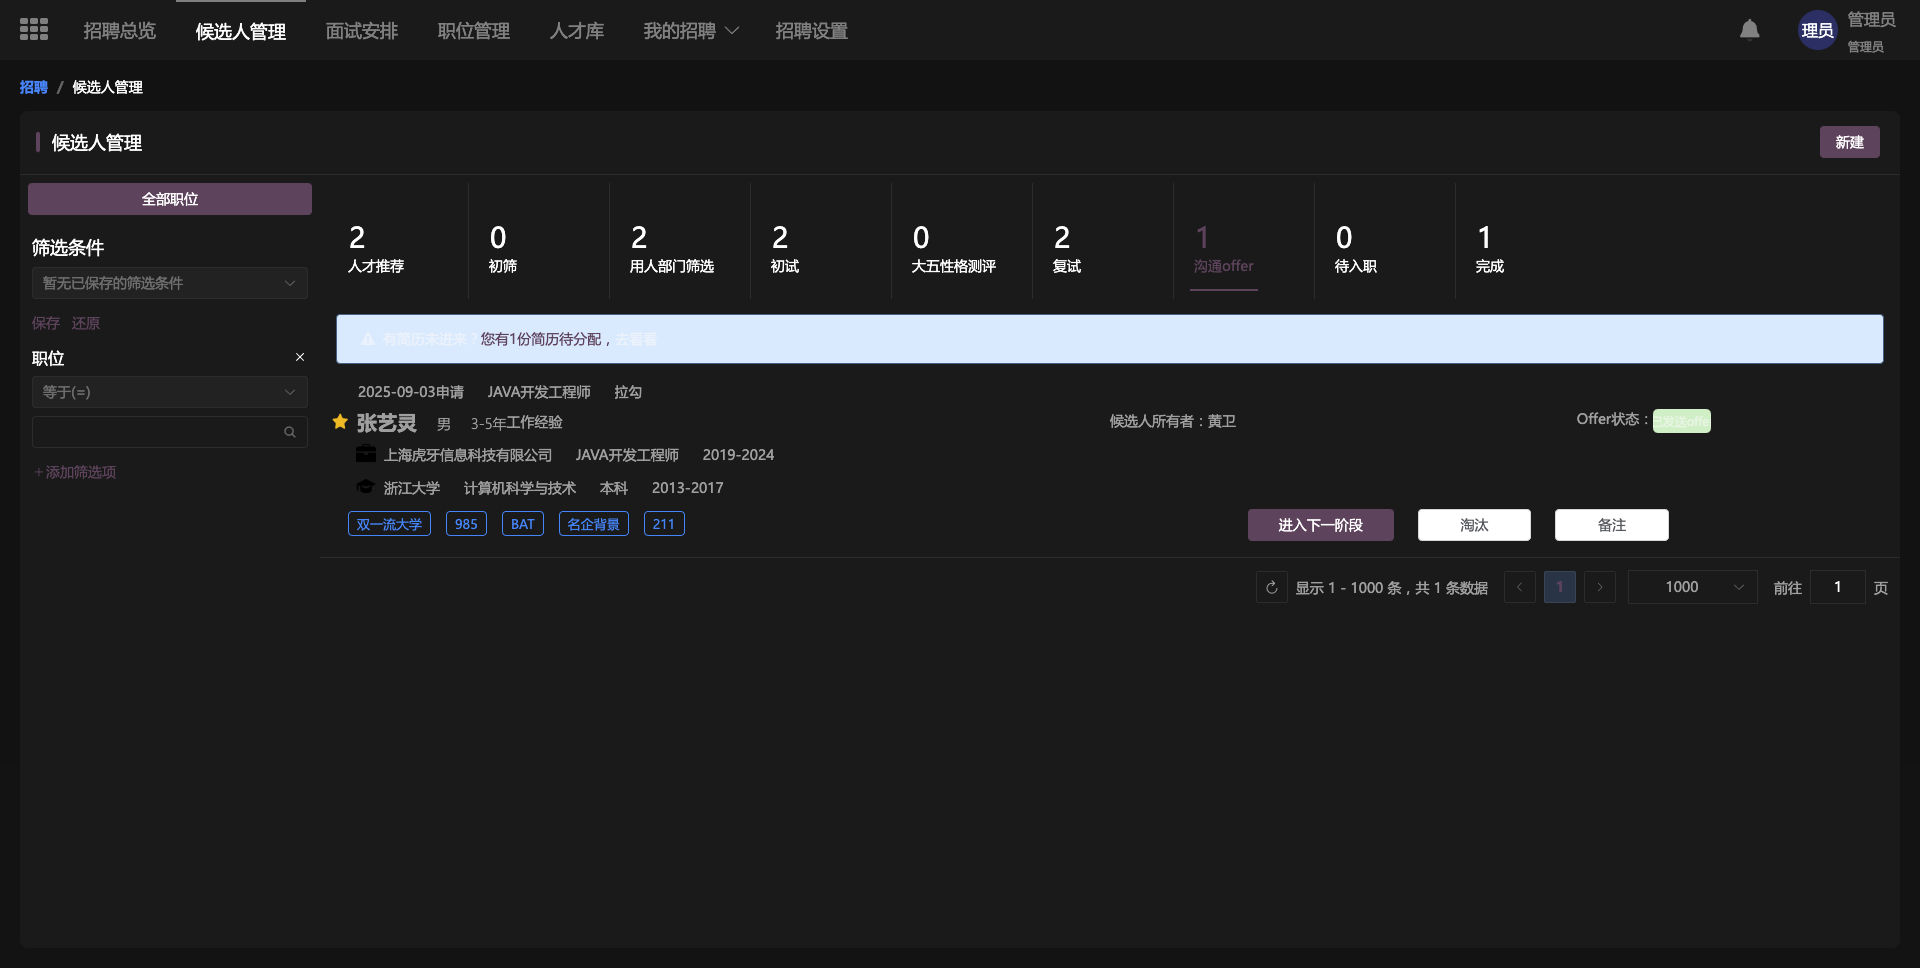 招聘总览 候选人管理 面试安排 职位管理 人才库 我的招聘 招聘设置
理员 管理员
管理员
招聘 / 候选人管理
候选人管理
新建
全部职位
筛选条件
暂无已保存的筛选条件
保存 还原
职位
等于(=)
+添加筛选项
2 0 2 2 0 2 1 0 1
人才推荐 初筛 用人部门筛选 初试 大五性格测评 复试 沟通offer 待入职 完成
有简历未进来？您有1份简历待分配，去看看
2025-09-03申请 JAVA开发工程师 拉勾
张艺灵 男 3-5年工作经验
候选人所有者：黄卫
Offer状态：已发送offer
上海虎牙信息科技有限公司 JAVA开发工程师 2019-2024
浙江大学 计算机科学与技术 本科 2013-2017
双一流大学 985 BAT 名企背景 211
进入下一阶段 淘汰 备注
显示 1 - 1000 条，共 1 条数据 1 1000 前往 1 页